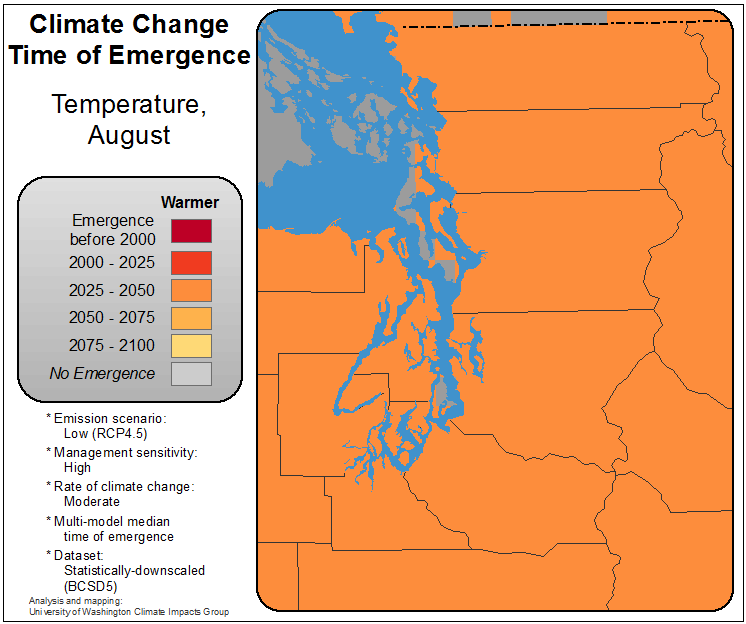 Climate Change
Time of Emergence
Temperature,
August
Warmer
Emergence
before 2000
2000 - 2025
2025 - 2050
2050 - 2075
2075 - 2100
No Emergence
* Emission scenario:
Low (RCP4.5)
* Management sensitivity:
High
* Rate of climate change:
Moderate
* Multi-model median
time of emergence
* Dataset:
Statistically-downscaled
(BCSD5)
Analysis and mapping:
University of Washington Climate Impacts Group